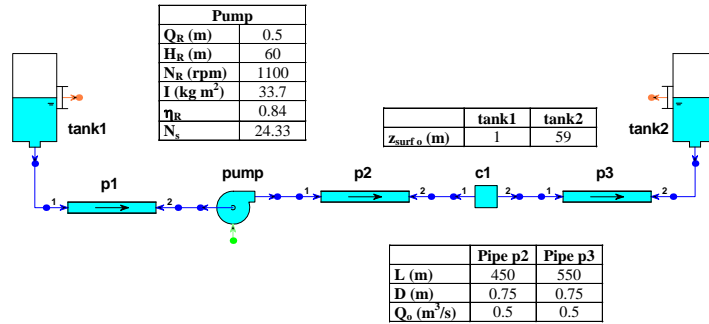 Pump
Q_R (m) 0.5
H_R (m) 60
N_R (rpm) 1100
I (kg m²) 33.7
η_R 0.84
N_s 24.33
tank1
tank1 tank2
z_surf o (m) 1 59
tank2
p1
pump
p2
c1
p3
1 2 1 2 1 2 1 2
Pipe p2 Pipe p3
L (m) 450 550
D (m) 0.75 0.75
Q_o (m³/s) 0.5 0.5